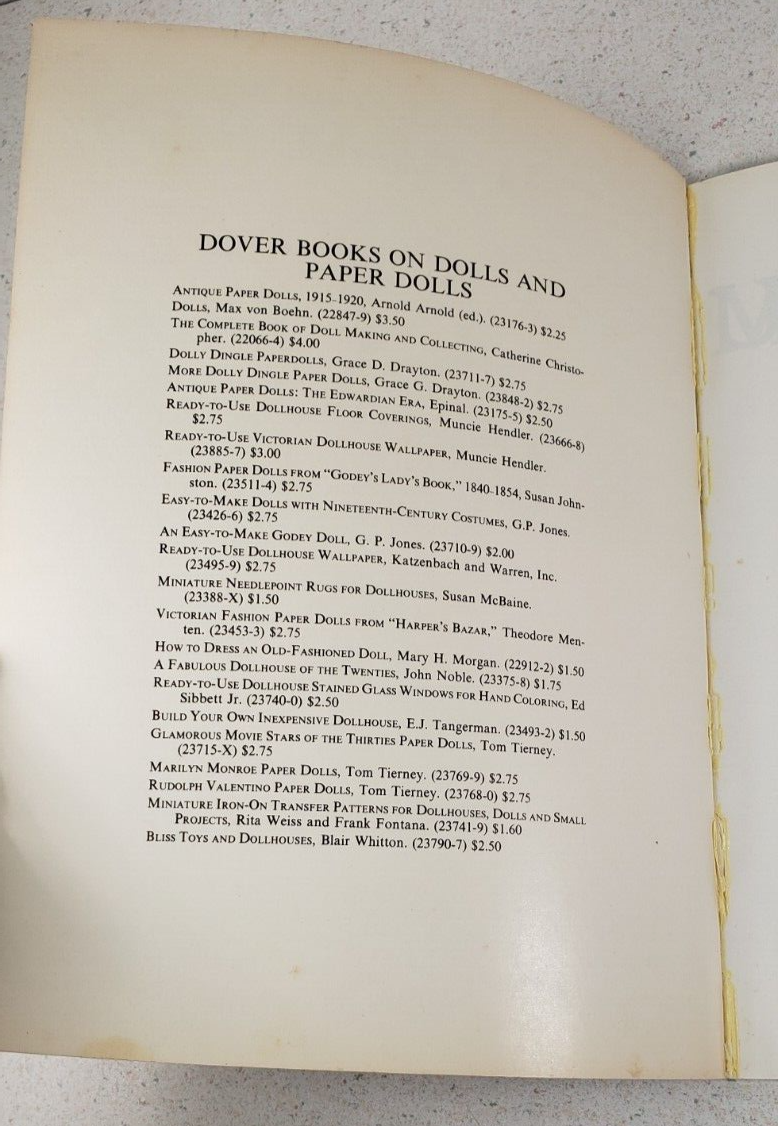 DOVER BOOKS ON DOLLS AND
PAPER DOLLS
ANTIQUE PAPER DOLLS, 1915–1920, Arnold Arnold (ed.). (23176-3) $2.25
DOLLS, Max von Boehn. (22847-9) $3.50
THE COMPLETE BOOK OF DOLL MAKING AND COLLECTING, Catherine Christo-
pher. (22066-4) $4.00
DOLLY DINGLE PAPERDOLLS, Grace D. Drayton. (23711-7) $2.75
MORE DOLLY DINGLE PAPER DOLLS, Grace G. Drayton. (23848-2) $2.75
ANTIQUE PAPER DOLLS: THE EDWARDIAN ERA, Epinal. (23175-5) $2.50
READY-TO-USE DOLLHOUSE FLOOR COVERINGS, Muncie Hendler. (23666-8)
$2.75
READY-TO-USE VICTORIAN DOLLHOUSE WALLPAPER, Muncie Hendler.
(23885-7) $3.00
FASHION PAPER DOLLS FROM "GODEY'S LADY'S BOOK," 1840–1854, Susan John-
ston. (23511-4) $2.75
EASY-TO-MAKE DOLLS WITH NINETEENTH-CENTURY COSTUMES, G.P. Jones.
(23426-6) $2.75
AN EASY-TO-MAKE GODEY DOLL, G. P. Jones. (23710-9) $2.00
READY-TO-USE DOLLHOUSE WALLPAPER, Katzenbach and Warren, Inc.
(23495-9) $2.75
MINIATURE NEEDLEPOINT RUGS FOR DOLLHOUSES, Susan McBaine.
(23388-X) $1.50
VICTORIAN FASHION PAPER DOLLS FROM "HARPER'S BAZAR," Theodore Men-
ten. (23453-3) $2.75
HOW TO DRESS AN OLD-FASHIONED DOLL, Mary H. Morgan. (22912-2) $1.50
A FABULOUS DOLLHOUSE OF THE TWENTIES, John Noble. (23375-8) $1.75
READY-TO-USE DOLLHOUSE STAINED GLASS WINDOWS FOR HAND COLORING, Ed
Sibbett Jr. (23740-0) $2.50
BUILD YOUR OWN INEXPENSIVE DOLLHOUSE, E.J. Tangerman. (23493-2) $1.50
GLAMOROUS MOVIE STARS OF THE THIRTIES PAPER DOLLS, Tom Tierney.
(23715-X) $2.75
MARILYN MONROE PAPER DOLLS, Tom Tierney. (23769-9) $2.75
RUDOLPH VALENTINO PAPER DOLLS, Tom Tierney. (23768-0) $2.75
MINIATURE IRON-ON TRANSFER PATTERNS FOR DOLLHOUSES, DOLLS AND SMALL
PROJECTS, Rita Weiss and Frank Fontana. (23741-9) $1.60
BLISS TOYS AND DOLLHOUSES, Blair Whitton. (23790-7) $2.50